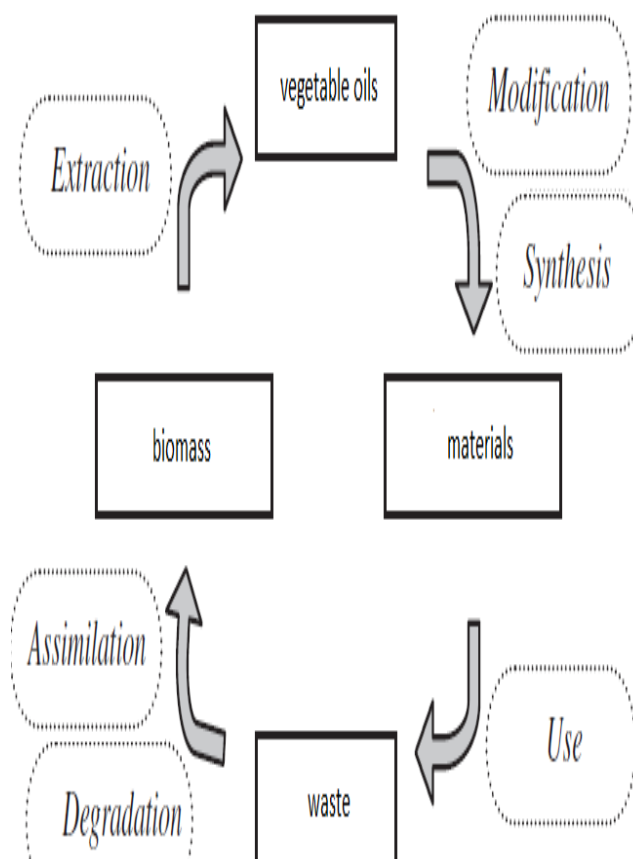 vegetable oils
Modification
Extraction
Synthesis
biomass
materials
Assimilation
Use
waste
Degradation